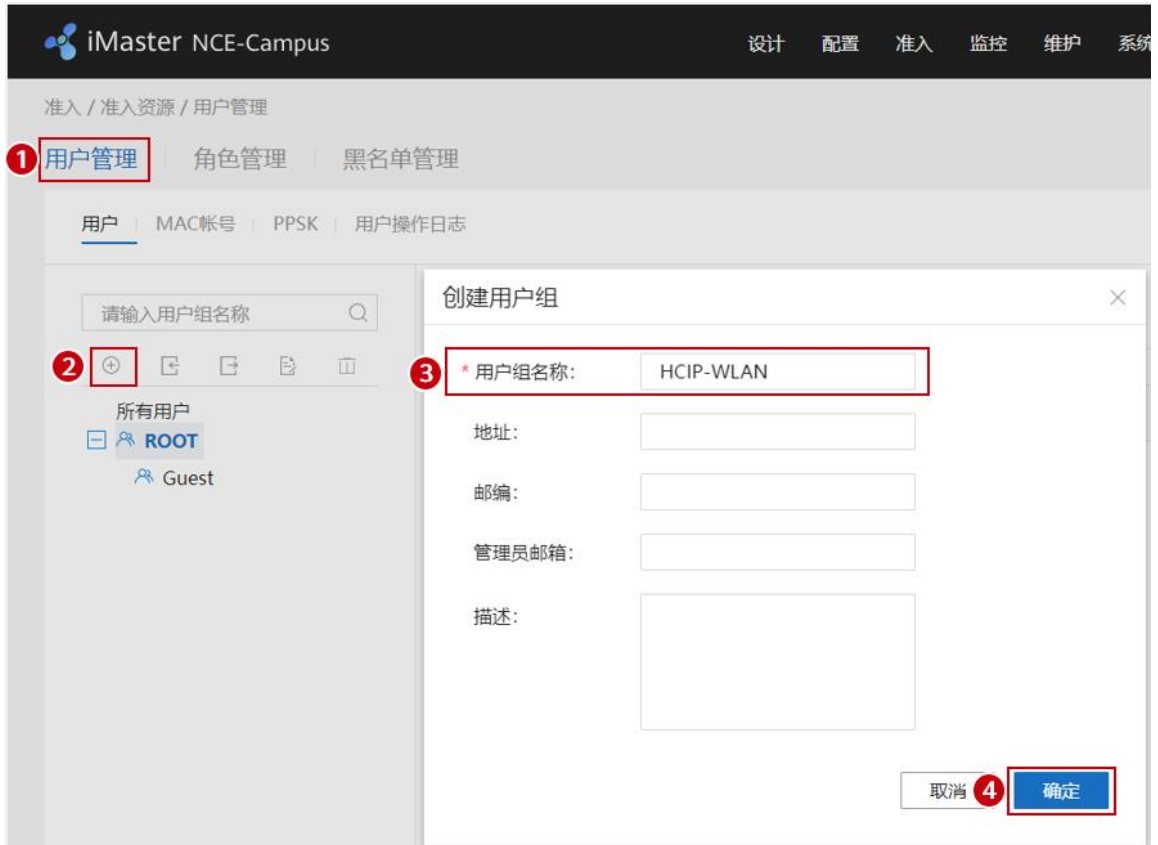 iMaster NCE-Campus 设计 配置 准入 监控 维护 系统
准入 / 准入资源 / 用户管理
1 用户管理 角色管理 黑名单管理
用户 MAC帐号 PPSK 用户操作日志
创建用户组
请输入用户组名称
2
3 * 用户组名称: HCIP-WLAN
所有用户
地址:
ROOT
Guest
邮编:
管理员邮箱:
描述:
取消 4 确定